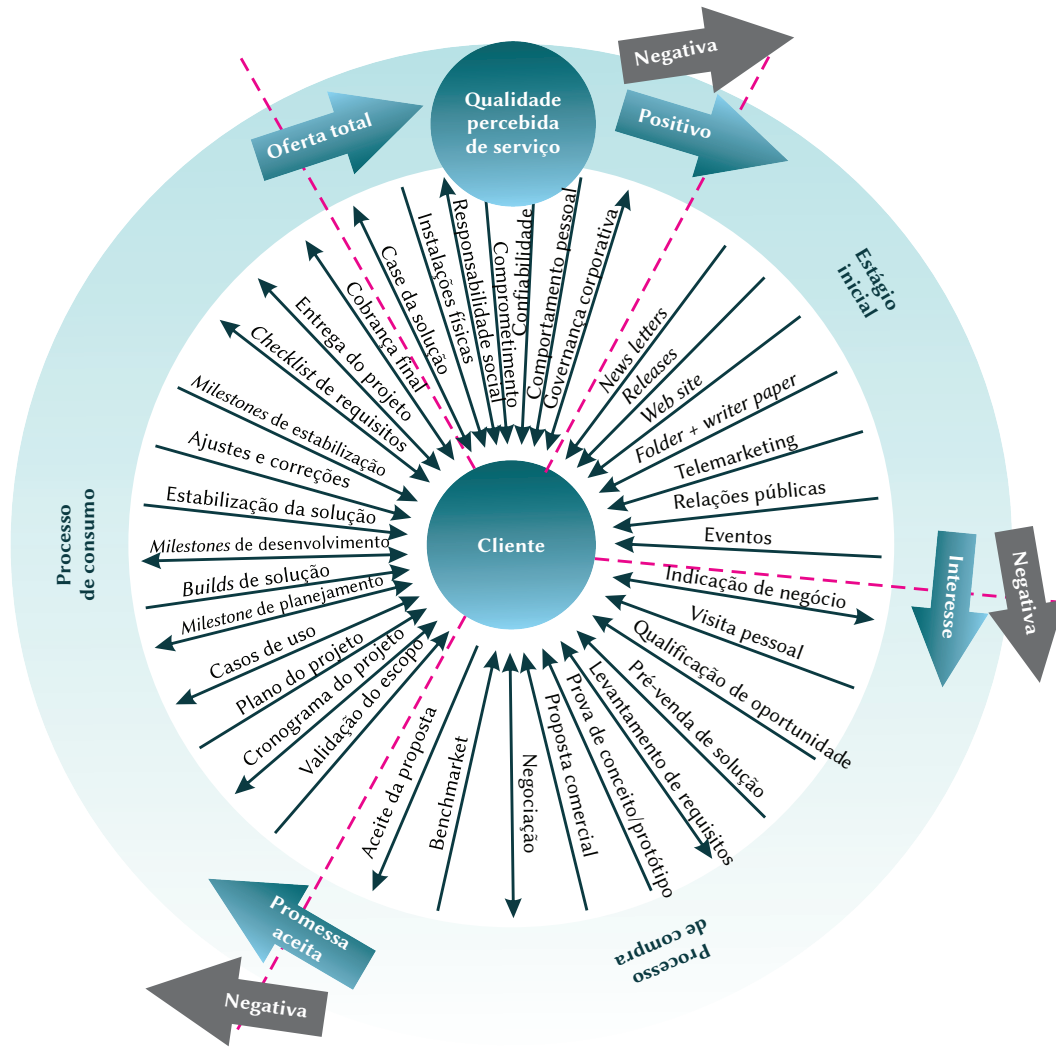 Negativa
Qualidade
percebida
de serviço
Oferta total
Positivo
Estágio
inicial
Case da solução
Instalações físicas
Responsabilidade social
Comprometimento
Confiabilidade
Comportamento pessoal
Governança corporativa
Cobrança final
Entrega do projeto
Checklist de requisitos
Milestones de estabilização
Ajustes e correções
Estabilização da solução
Milestones de desenvolvimento
Builds de solução
Milestone de planejamento
Casos de uso
Plano do projeto
Cronograma do projeto
Validação do escopo
Processo
de consumo
Cliente
News letters
Releases
Web site
Folder + writer paper
Telemarketing
Relações públicas
Eventos
Interesse
Negativa
Indicação de negócio
Visita pessoal
Qualificação de oportunidade
Pré-venda de solução
Levantamento de requisitos
Prova de conceito/protótipo
Proposta comercial
Negociação
Benchmarket
Aceite da proposta
Processo
de compra
Promessa
aceita
Negativa